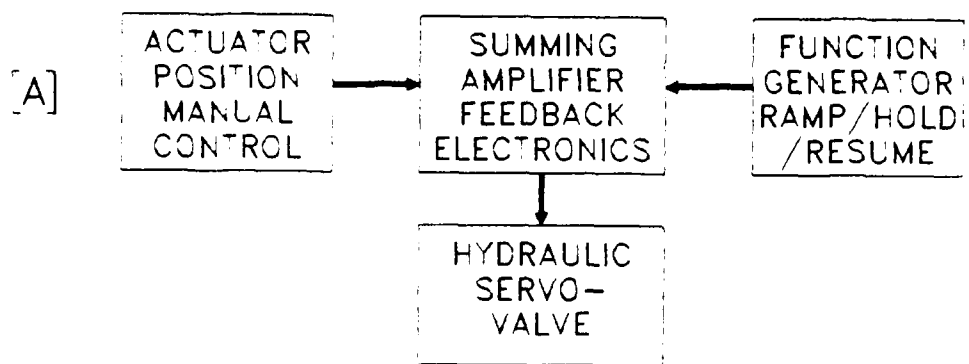 [A]
ACTUATOR
POSITION
MANUAL
CONTROL
SUMMING
AMPLIFIER
FEEDBACK
ELECTRONICS
FUNCTION
GENERATOR
RAMP/HOLD
/RESUME
HYDRAULIC
SERVO-
VALVE